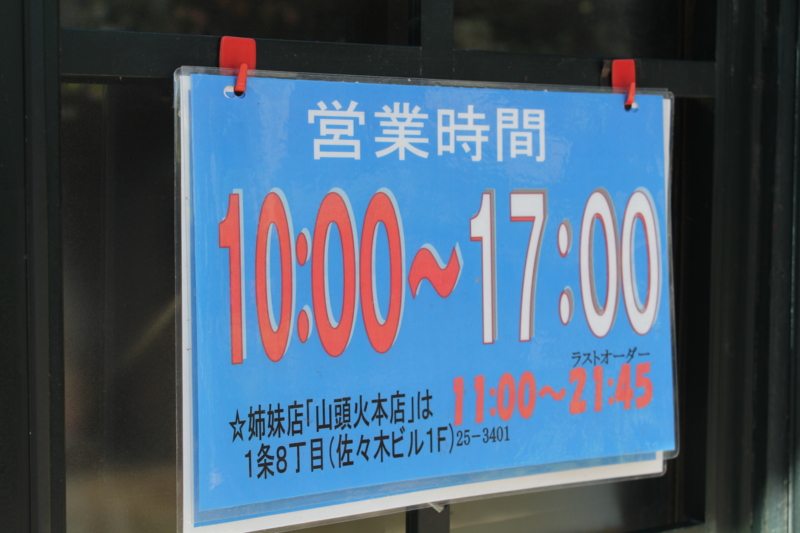 営業時間
10:00~17:00
ラストオーダー
☆姉妹店「山頭火本店」は 11:00~21:45
1条8丁目(佐々木ビル1F) 25-3401